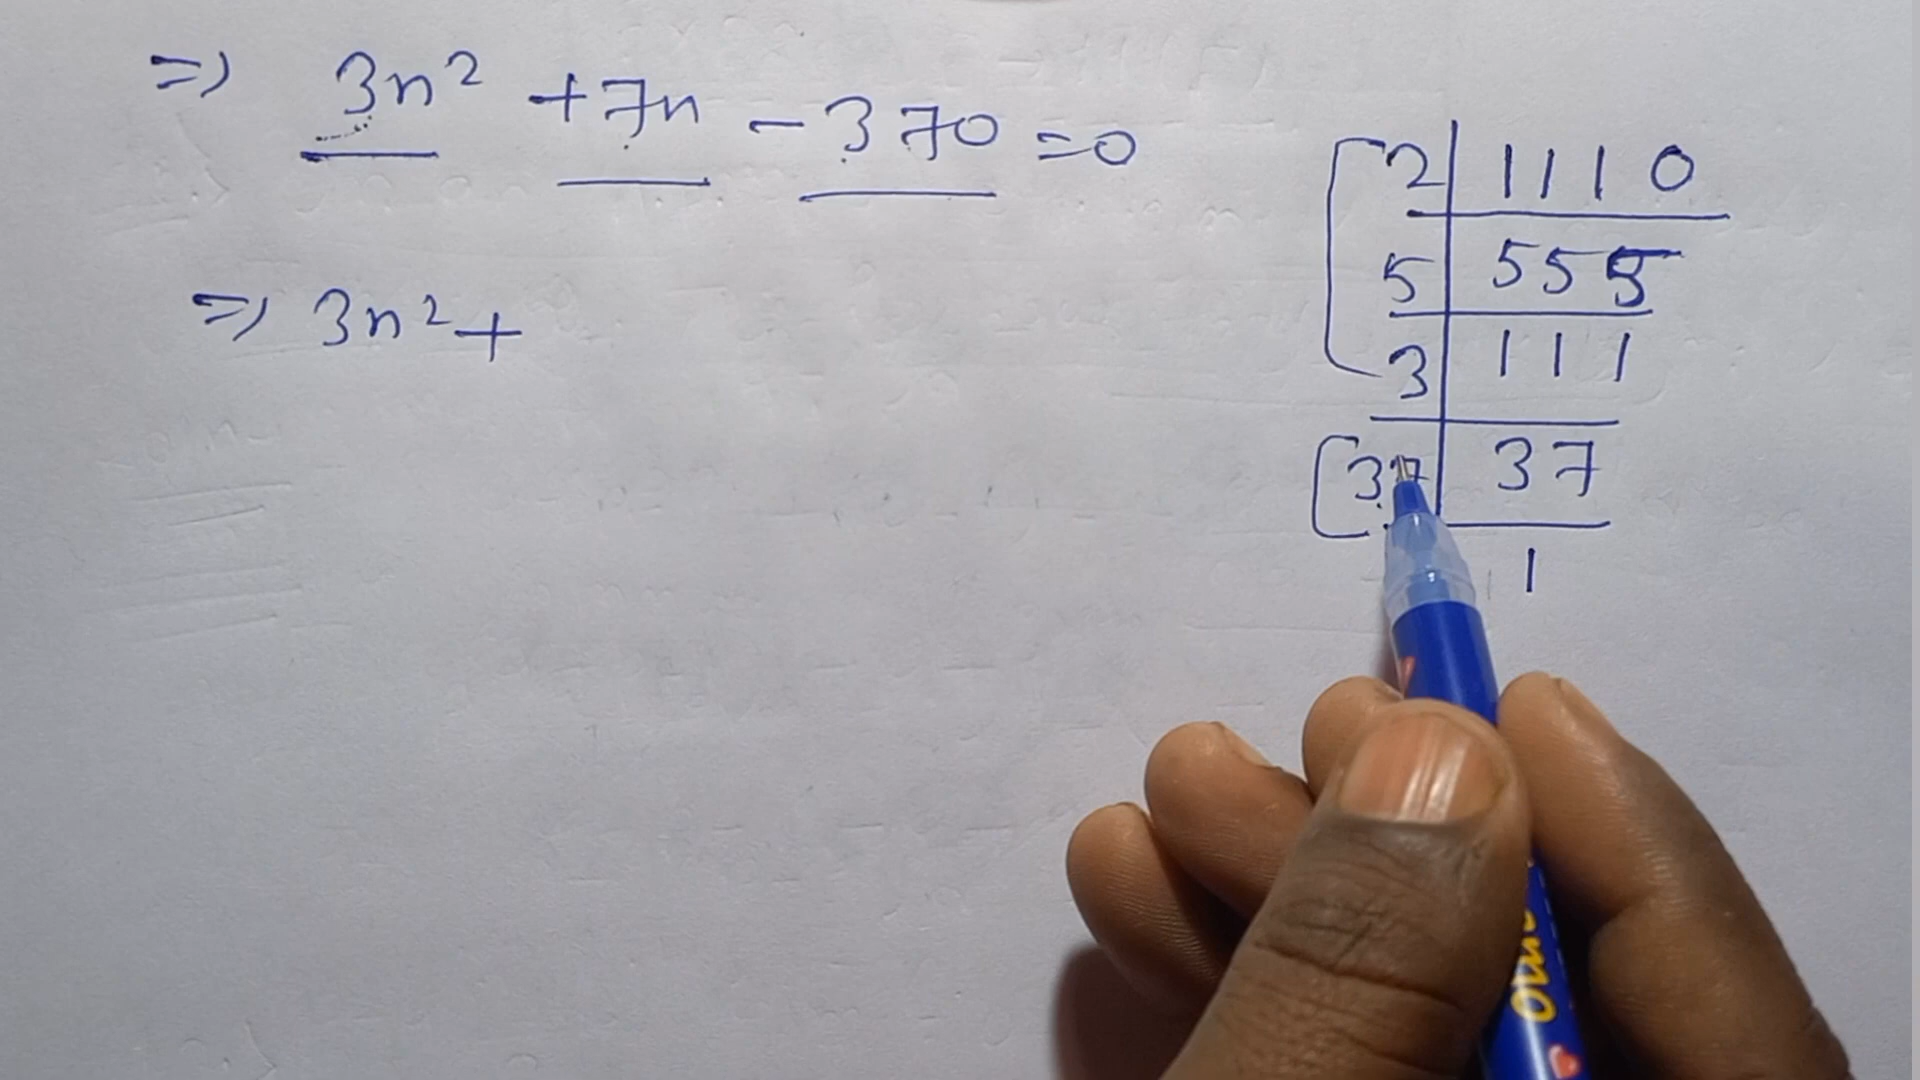 => 3n² + 7n - 370 = 0
=> 3n² +
2 | 1110
5 | 555
3 | 111
37 | 37
1